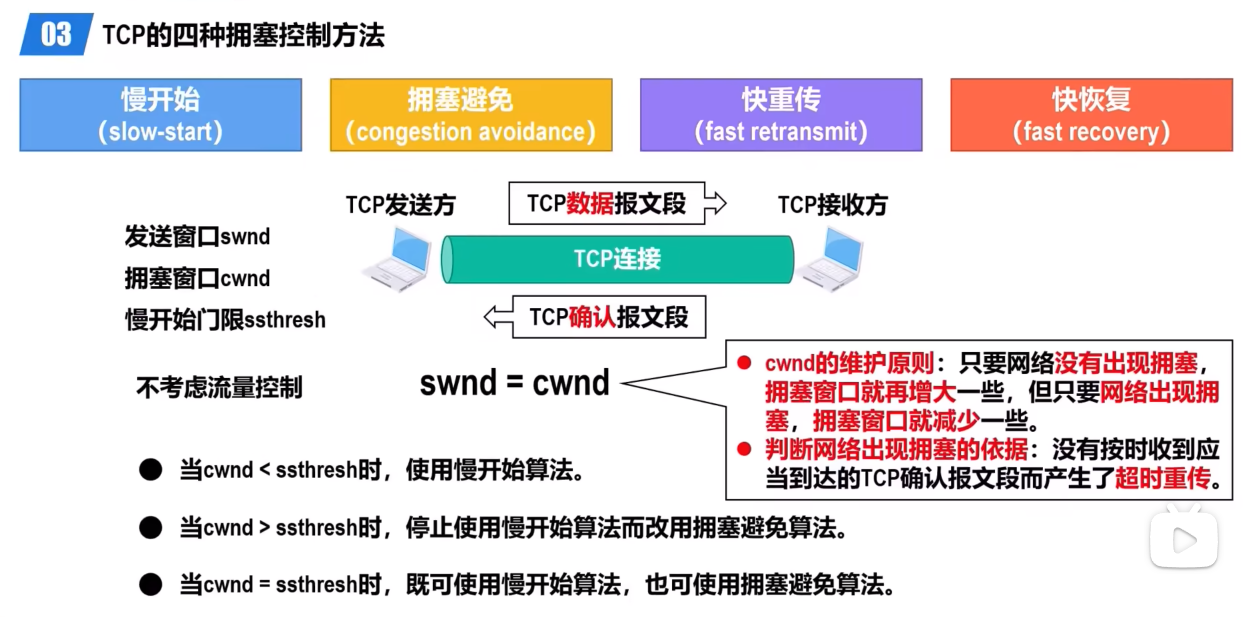 03 TCP的四种拥塞控制方法
慢开始
（slow-start）
拥塞避免
（congestion avoidance）
快重传
（fast retransmit）
快恢复
（fast recovery）
TCP发送方
TCP数据报文段
TCP接收方
发送窗口swnd
拥塞窗口cwnd
慢开始门限ssthresh
TCP连接
TCP确认报文段
不考虑流量控制
swnd = cwnd
cwnd的维护原则：只要网络没有出现拥塞，
拥塞窗口就再增大一些，但只要网络出现拥
塞，拥塞窗口就减少一些。
判断网络出现拥塞的依据：没有按时收到应
当到达的TCP确认报文段而产生了超时重传。
● 当cwnd < ssthresh时，使用慢开始算法。
● 当cwnd > ssthresh时，停止使用慢开始算法而改用拥塞避免算法。
● 当cwnd = ssthresh时，既可使用慢开始算法，也可使用拥塞避免算法。